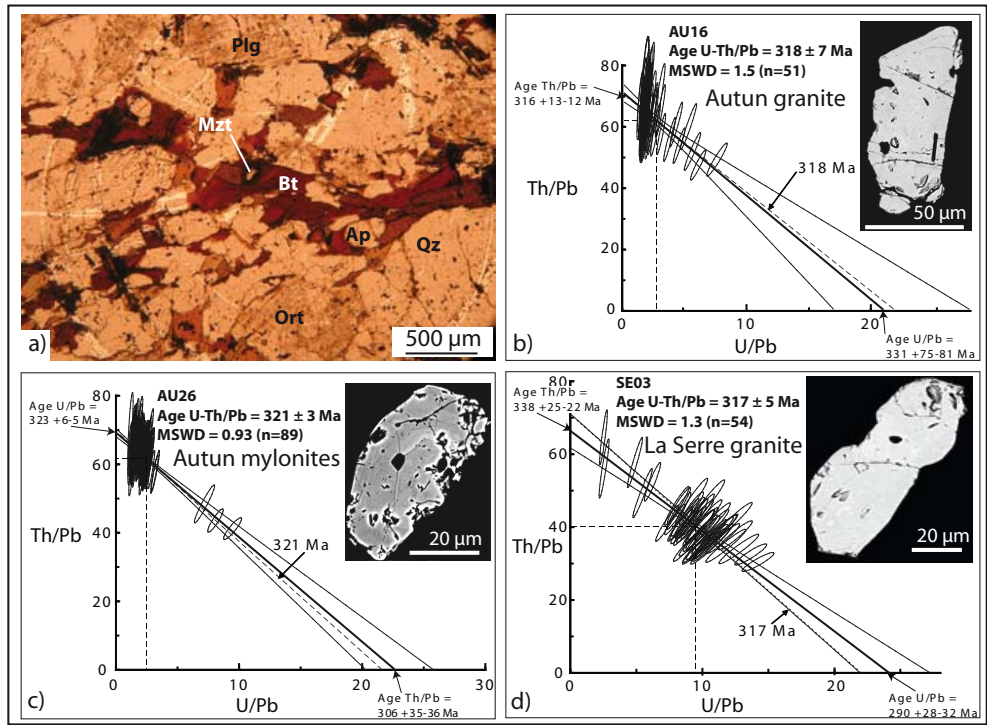 Plg
Mzt
Bt
Ap
Qz
Ort
a)
500 µm
AU16
Age U-Th/Pb = 318 ± 7 Ma
MSWD = 1.5 (n=51)
Autun granite
80
Age Th/Pb =
316 +13-12 Ma
60
Th/Pb
40
318 Ma
50 µm
20
0
0
10
20
U/Pb
Age U/Pb =
331 +75-81 Ma
b)
AU26
Age U-Th/Pb = 321 ± 3 Ma
MSWD = 0.93 (n=89)
Autun mylonites
80
Age U/Pb =
323 +6-5 Ma
60
Th/Pb
40
321 Ma
20 µm
20
0
0
10
20
30
U/Pb
Age Th/Pb =
306 +35-36 Ma
c)
SE03
Age U-Th/Pb = 317 ± 5 Ma
MSWD = 1.3 (n=54)
La Serre granite
80
Age Th/Pb =
338 +25-22 Ma
60
Th/Pb
40
317 Ma
20 µm
20
0
0
10
20
U/Pb
Age U/Pb =
290 +28-32 Ma
d)